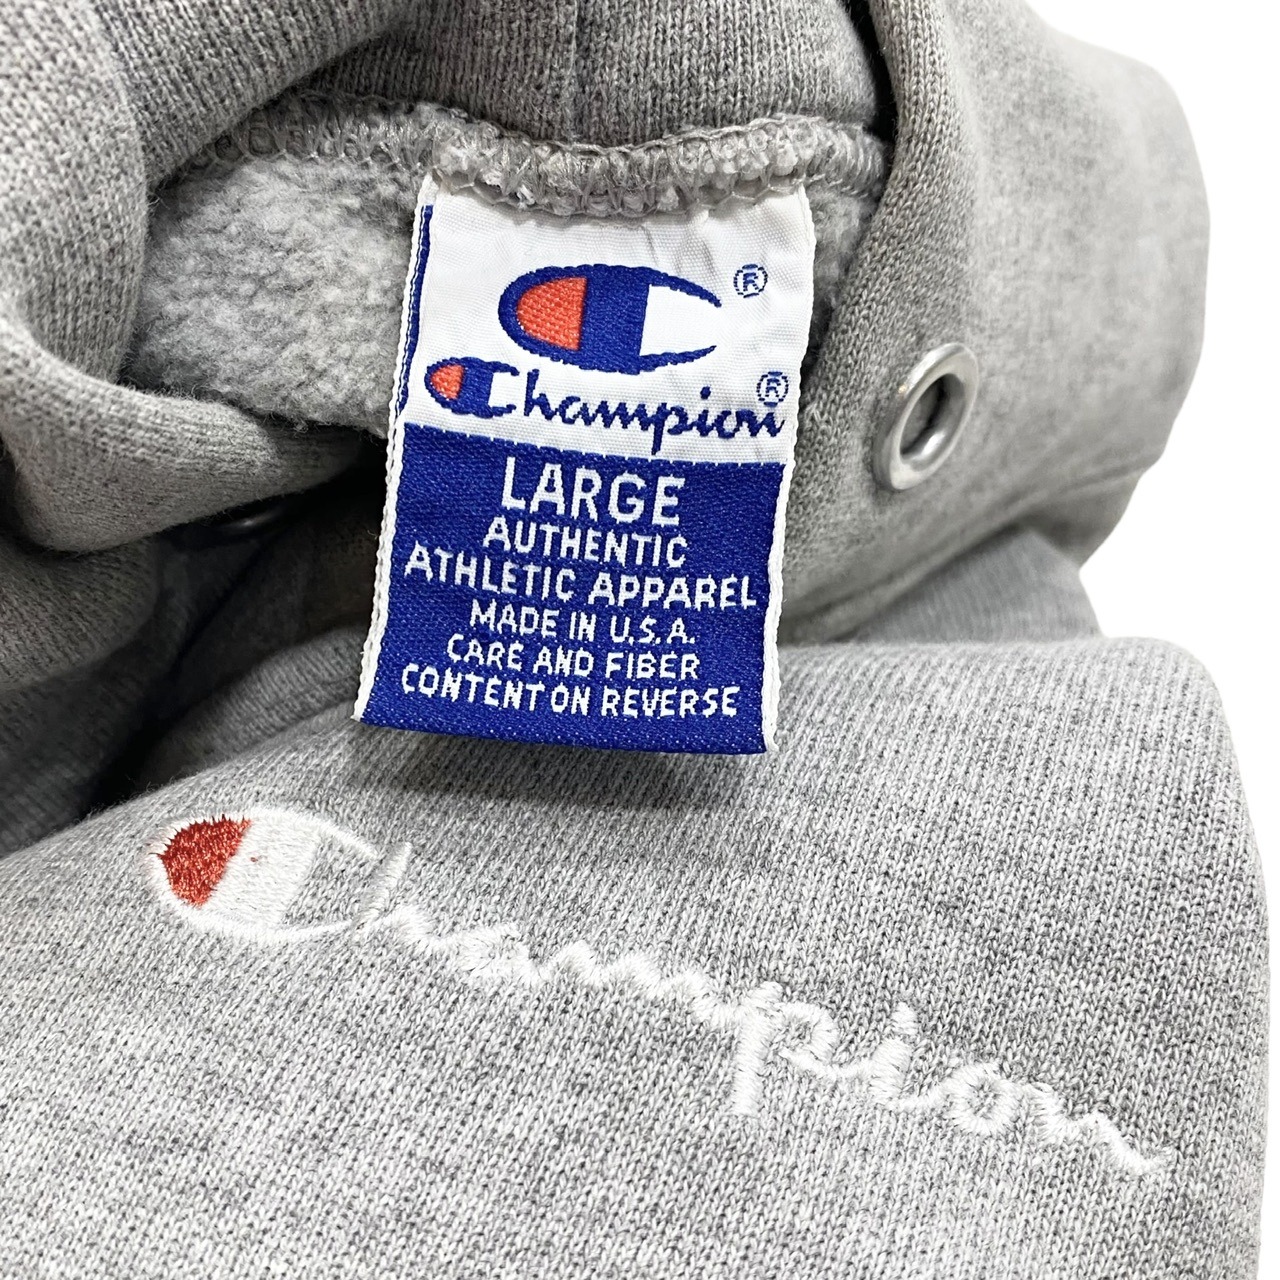 ®
Champion®
LARGE
AUTHENTIC
ATHLETIC APPAREL
MADE IN U.S.A.
CARE AND FIBER
CONTENT ON REVERSE
Champion